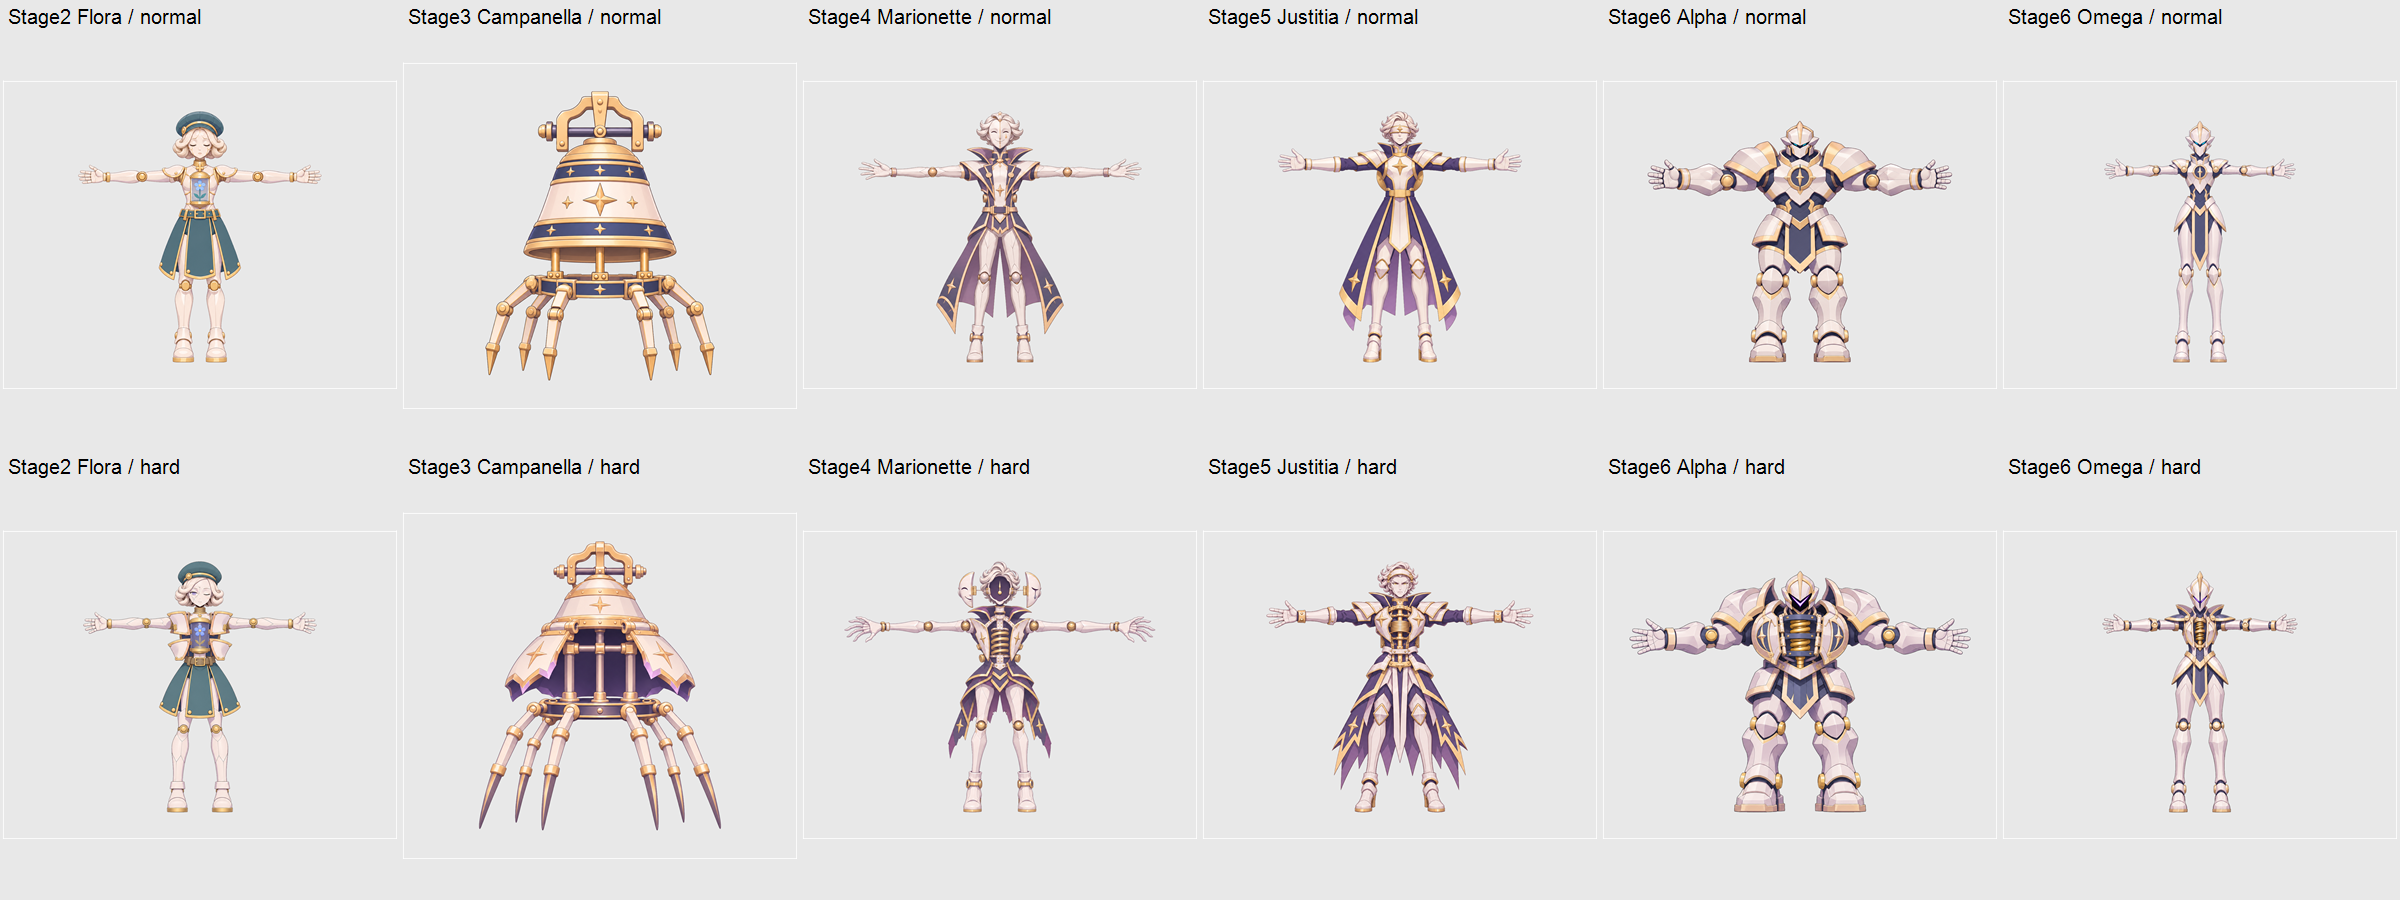 Stage2 Flora / normal
Stage3 Campanella / normal
Stage4 Marionette / normal
Stage5 Justitia / normal
Stage6 Alpha / normal
Stage6 Omega / normal
Stage2 Flora / hard
Stage3 Campanella / hard
Stage4 Marionette / hard
Stage5 Justitia / hard
Stage6 Alpha / hard
Stage6 Omega / hard